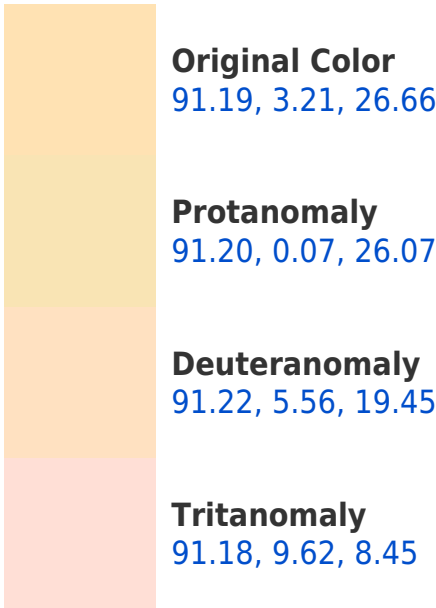 Original Color
91.19, 3.21, 26.66
Protanomaly
91.20, 0.07, 26.07
Deuteranomaly
91.22, 5.56, 19.45
Tritanomaly
91.18, 9.62, 8.45